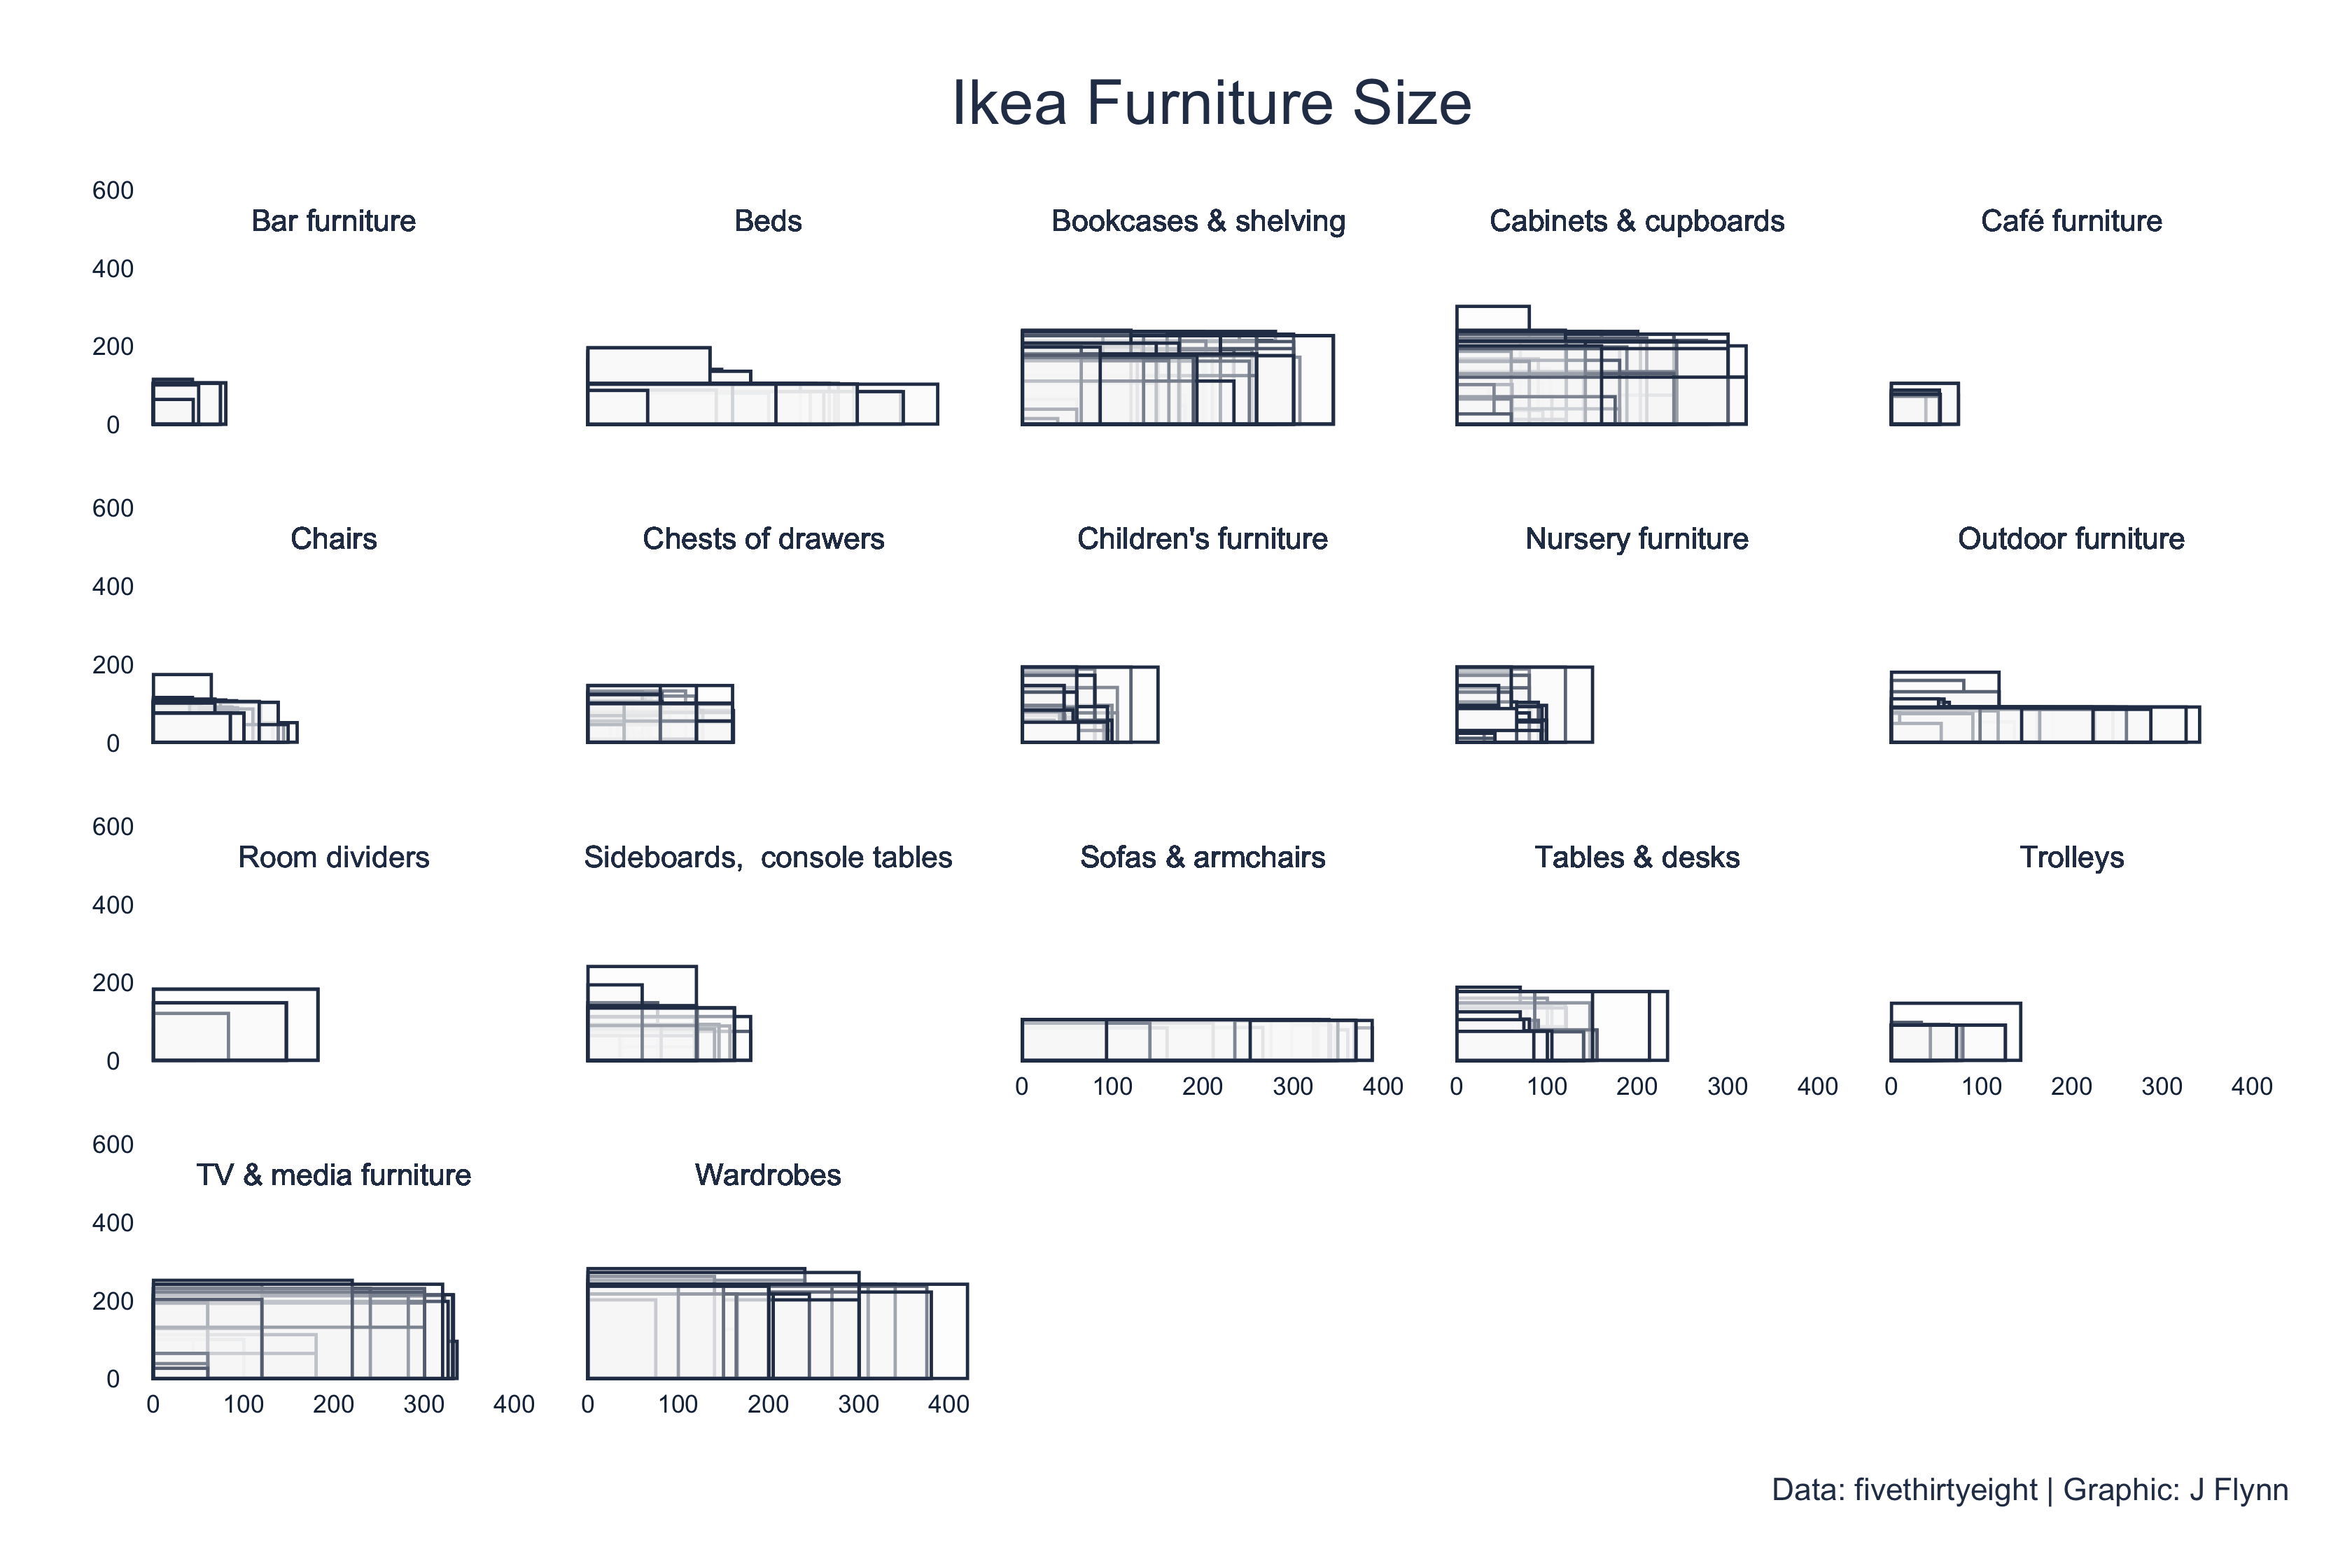 Ikea Furniture Size
600
Bar furniture
Beds
Bookcases & shelving
Cabinets & cupboards
Café furniture
400
200
0
600
Chairs
Chests of drawers
Children's furniture
Nursery furniture
Outdoor furniture
400
200
0
600
Room dividers
Sideboards,  console tables
Sofas & armchairs
Tables & desks
Trolleys
400
200
0
0 100 200 300 400
0 100 200 300 400
0 100 200 300 400
600
TV & media furniture
Wardrobes
400
200
0
0 100 200 300 400
0 100 200 300 400
Data: fivethirtyeight | Graphic: J Flynn